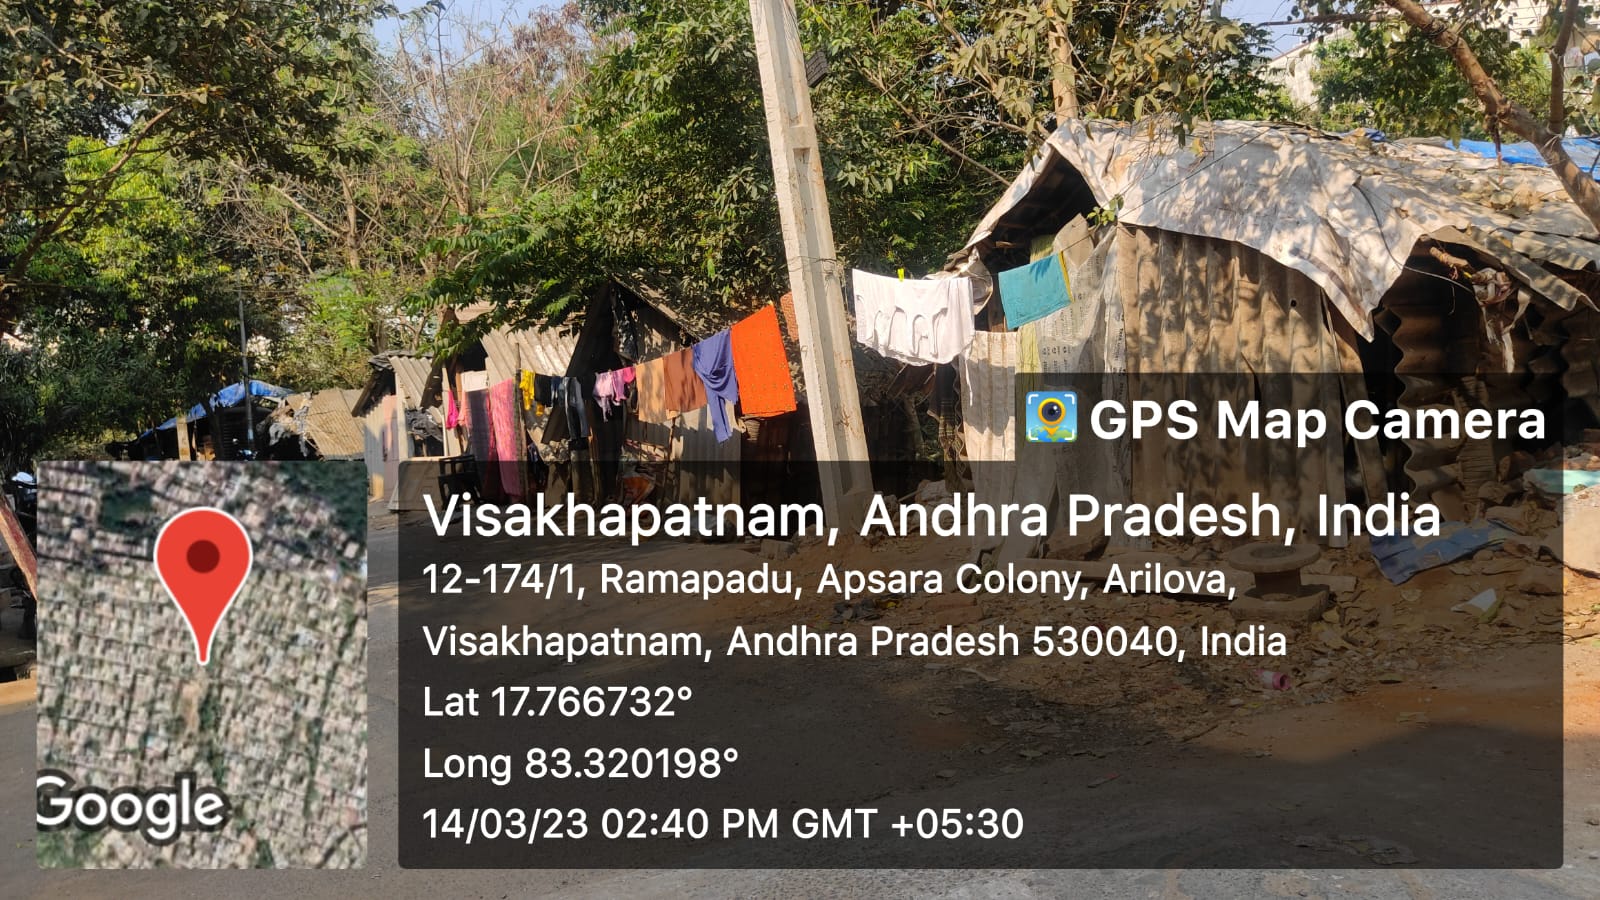 GPS Map Camera
Visakhapatnam, Andhra Pradesh, India
12-174/1, Ramapadu, Apsara Colony, Arilova,
Visakhapatnam, Andhra Pradesh 530040, India
Lat 17.766732°
Long 83.320198°
14/03/23 02:40 PM GMT +05:30
Google